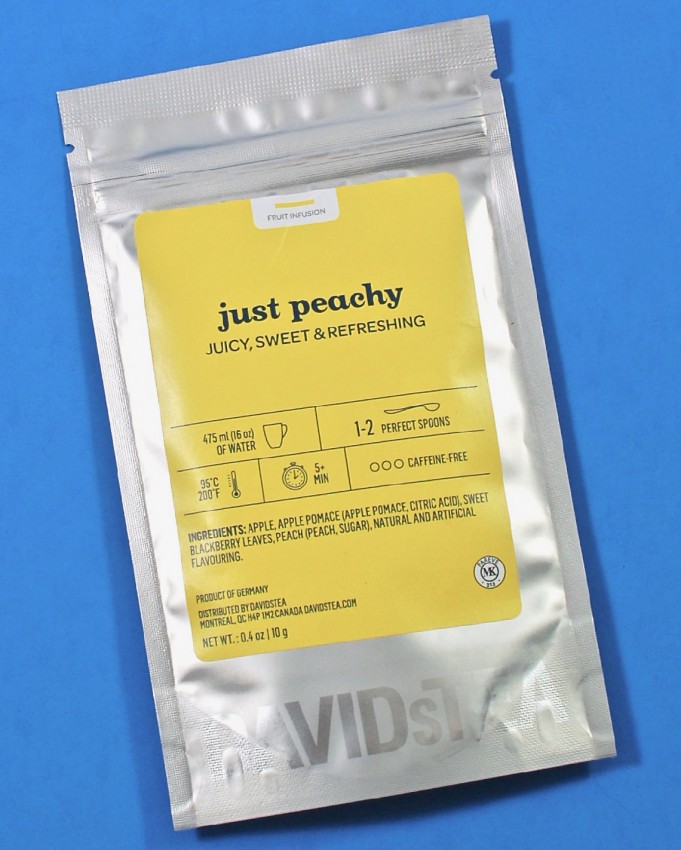 FRUIT INFUSION
just peachy
JUICY, SWEET & REFRESHING
475 ml (16 oz)
OF WATER
1-2 PERFECT SPOONS
95°C
200°F
5+
MIN
CAFFEINE-FREE
INGREDIENTS: APPLE, APPLE POMACE (APPLE POMACE, CITRIC ACID), SWEET
BLACKBERRY LEAVES, PEACH (PEACH, SUGAR), NATURAL AND ARTIFICIAL
FLAVOURING.
PAREVE
MK
313
PRODUCT OF GERMANY
DISTRIBUTED BY DAVIDSTEA
MONTREAL, QC H4P 1M2 CANADA DAVIDSTEA.COM
NET WT. : 0.4 oz | 10 g
DAVIDsTEA